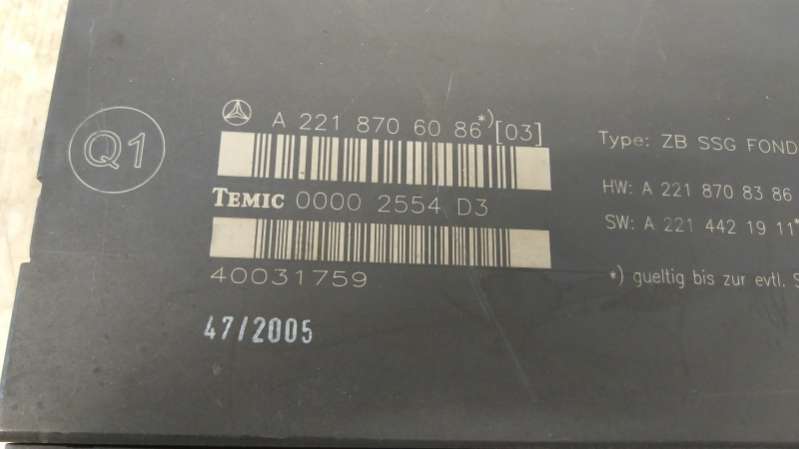 Q1
A 221 870 60 86*)[03]
TEMIC 0000 2554 D3
40031759
47/2005
Type: ZB SSG FOND
HW: A 221 870 83 86
SW: A 221 442 19 11*
*) gueltig bis zur evtl. S